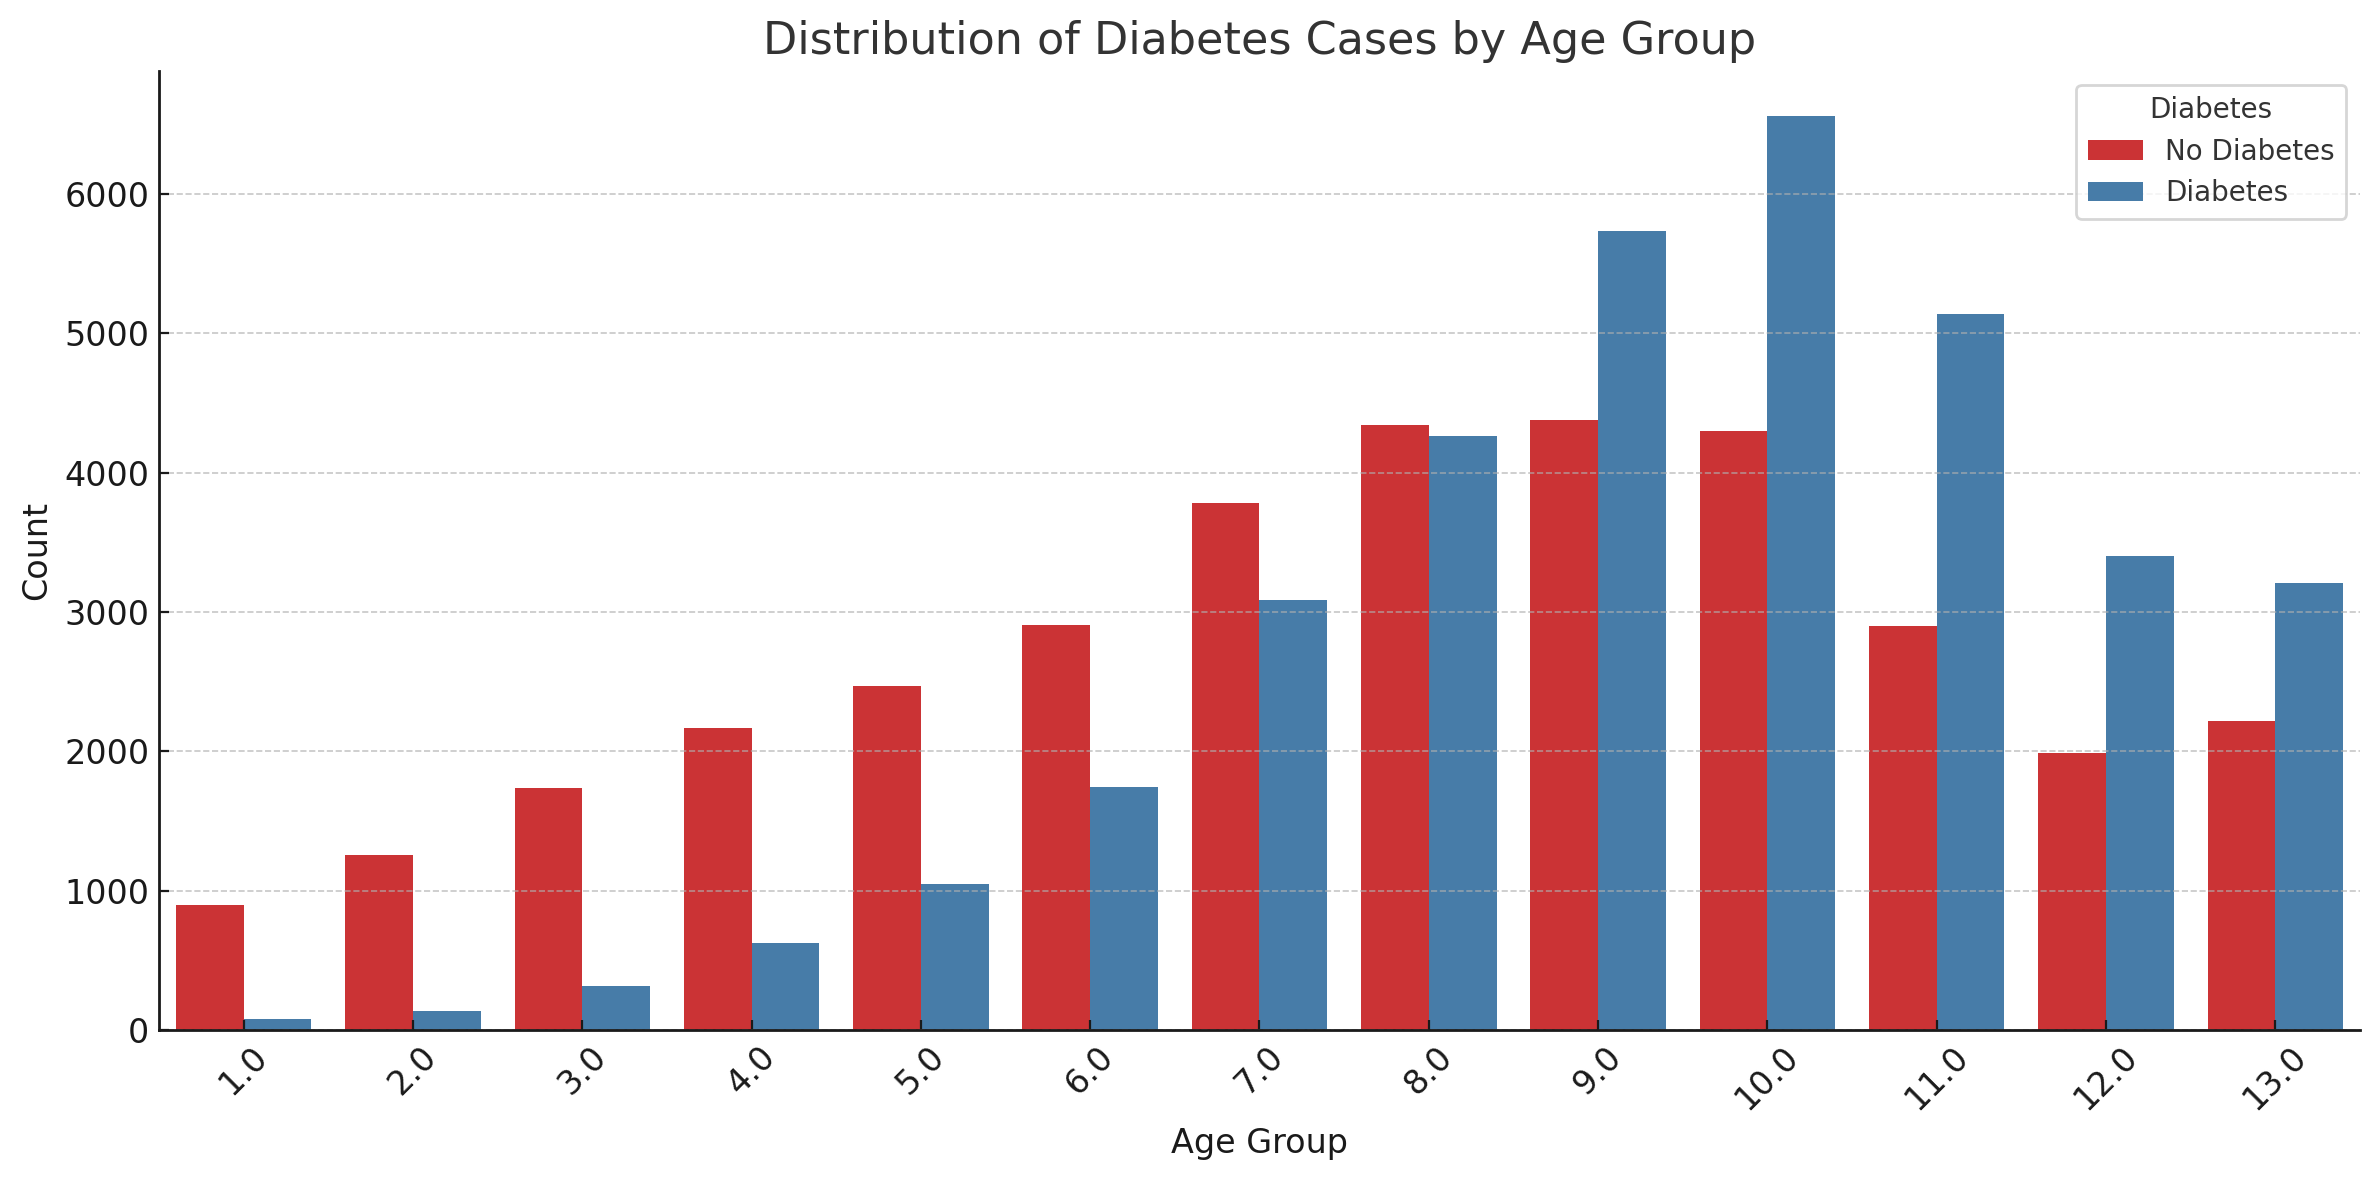 Distribution of Diabetes Cases by Age Group
Diabetes
No Diabetes
Diabetes
Count
6000
5000
4000
3000
2000
1000
0
1.0 2.0 3.0 4.0 5.0 6.0 7.0 8.0 9.0 10.0 11.0 12.0 13.0
Age Group